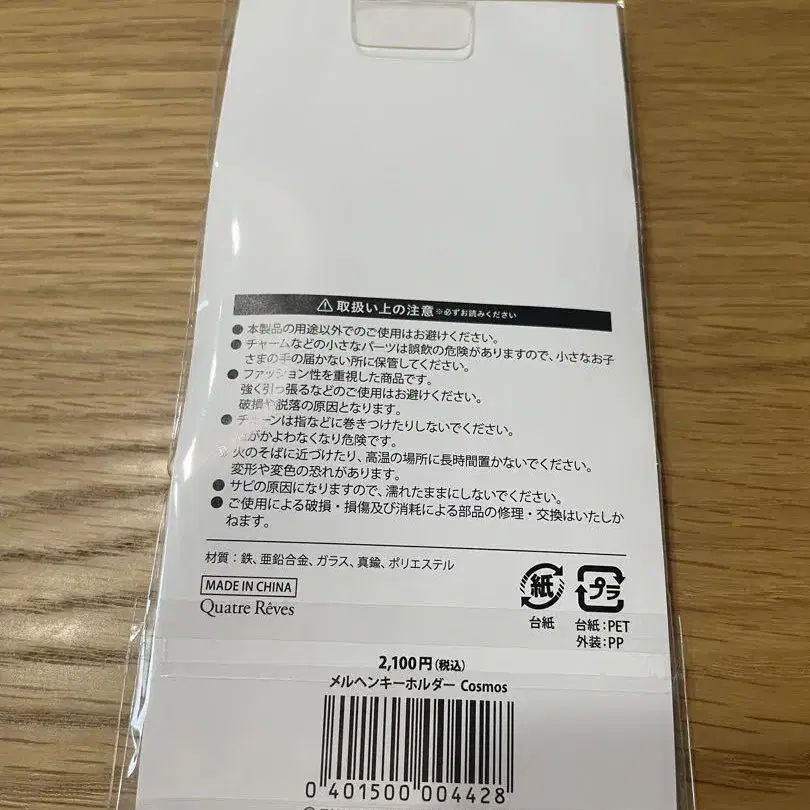 ⚠ 取扱い上の注意 ※必ずお読みください
● 本製品の用途以外でのご使用はお避けください。
● チャームなどの小さなパーツは誤飲の危険がありますので、小さなお子
さまの手の届かない所に保管してください。
● ファッション性を重視した商品です。
強く引っ張るなどのご使用はお避けください。
破損や脱落の原因となります。
● チェーンは指などに巻きつけたりしないでください。
がかよわなくなり危険です。
火のそばに近づけたり、高温の場所に長時間置かないでください。
変形や変色の恐れがあります。
● サビの原因になりますので、濡れたままにしないでください。
● ご使用による破損・損傷及び消耗による部品の修理・交換はいたしか
ねます。
材質：鉄、亜鉛合金、ガラス、真鍮、ポリエステル
MADE IN CHINA
Quatre Rêves
紙
台紙
プラ
台紙：PET
外装：PP
2,100円(税込)
メルヘンキーホルダー Cosmos
0 401500 004428